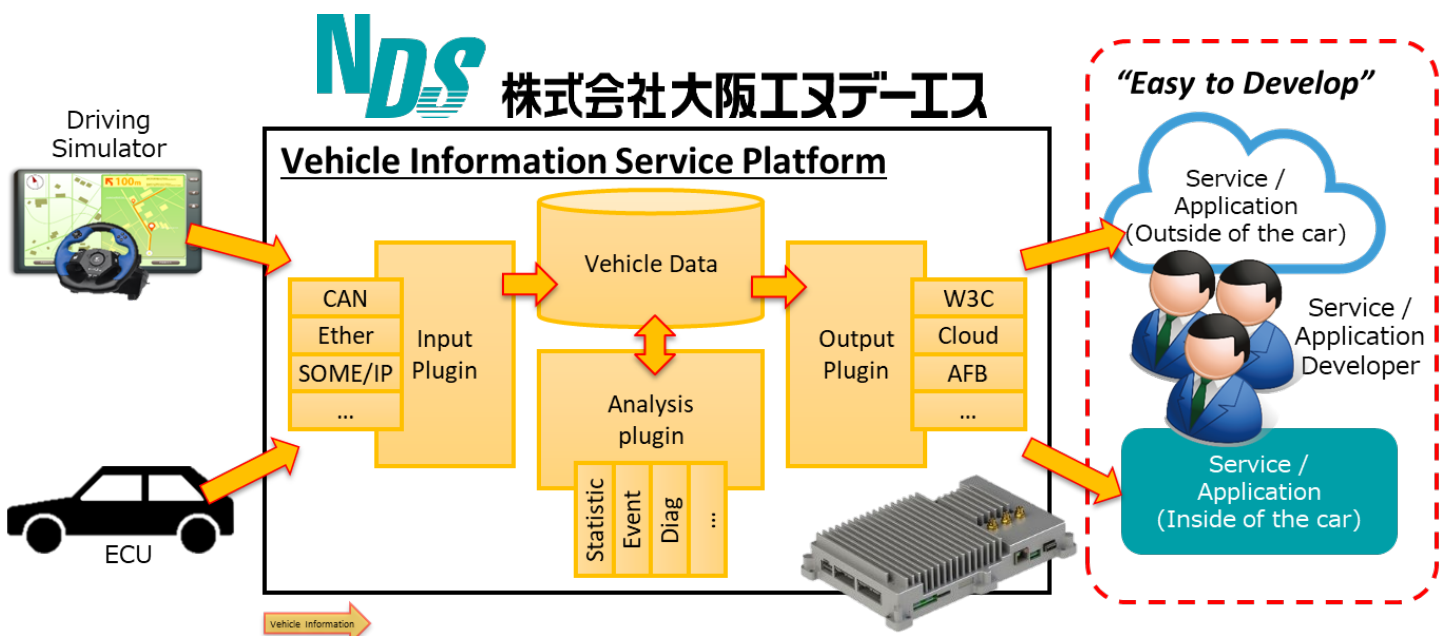 NDS 株式会社大阪エヌデーエス
"Easy to Develop"
Driving
Simulator
100m
Vehicle Information Service Platform
Service /
Application
(Outside of the car)
Vehicle Data
CAN
Ether
SOME/IP
...
Input
Plugin
Output
Plugin
W3C
Cloud
AFB
...
Service /
Application
Developer
Analysis
plugin
Statistic
Event
Diag
...
Service /
Application
(Inside of the car)
ECU
Vehicle Information